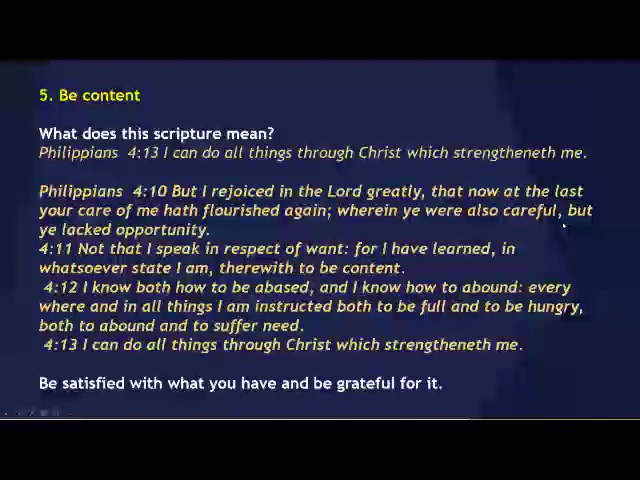 5. Be content
What does this scripture mean?
Philippians 4:13 I can do all things through Christ which strengtheneth me.
Philippians 4:10 But I rejoiced in the Lord greatly, that now at the last
your care of me hath flourished again; wherein ye were also careful, but
ye lacked opportunity.
4:11 Not that I speak in respect of want: for I have learned, in
whatsoever state I am, therewith to be content.
4:12 I know both how to be abased, and I know how to abound: every
where and in all things I am instructed both to be full and to be hungry,
both to abound and to suffer need.
4:13 I can do all things through Christ which strengtheneth me.
Be satisfied with what you have and be grateful for it.